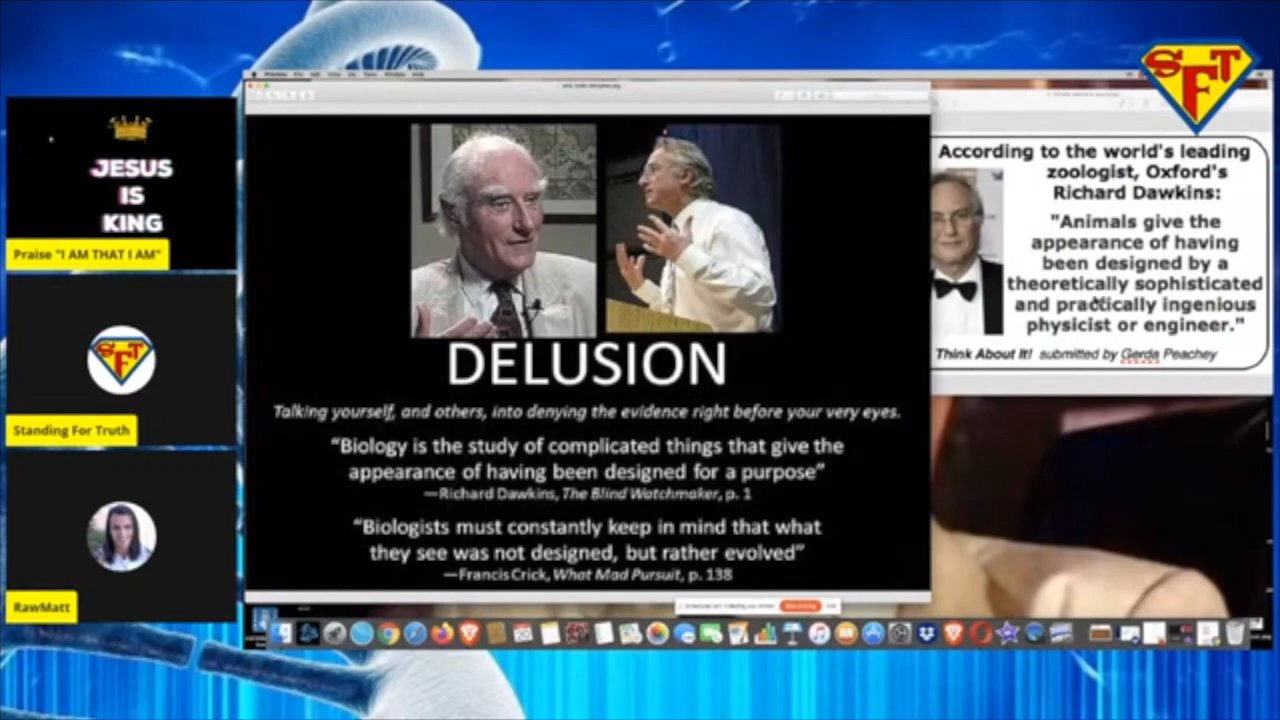 JESUS
IS
KING
Praise "I AM THAT I AM"
SFT
Standing For Truth
RawMatt
DELUSION
Talking yourself, and others, into denying the evidence right before your very eyes.
“Biology is the study of complicated things that give the
appearance of having been designed for a purpose”
—Richard Dawkins, The Blind Watchmaker, p. 1
“Biologists must constantly keep in mind that what
they see was not designed, but rather evolved”
—Francis Crick, What Mad Pursuit, p. 138
SFT
According to the world's leading
zoologist, Oxford's
Richard Dawkins:
"Animals give the
appearance of having
been designed by a
theoretically sophisticated
and practically ingenious
physicist or engineer."
Think About It! submitted by Gerda Peachey